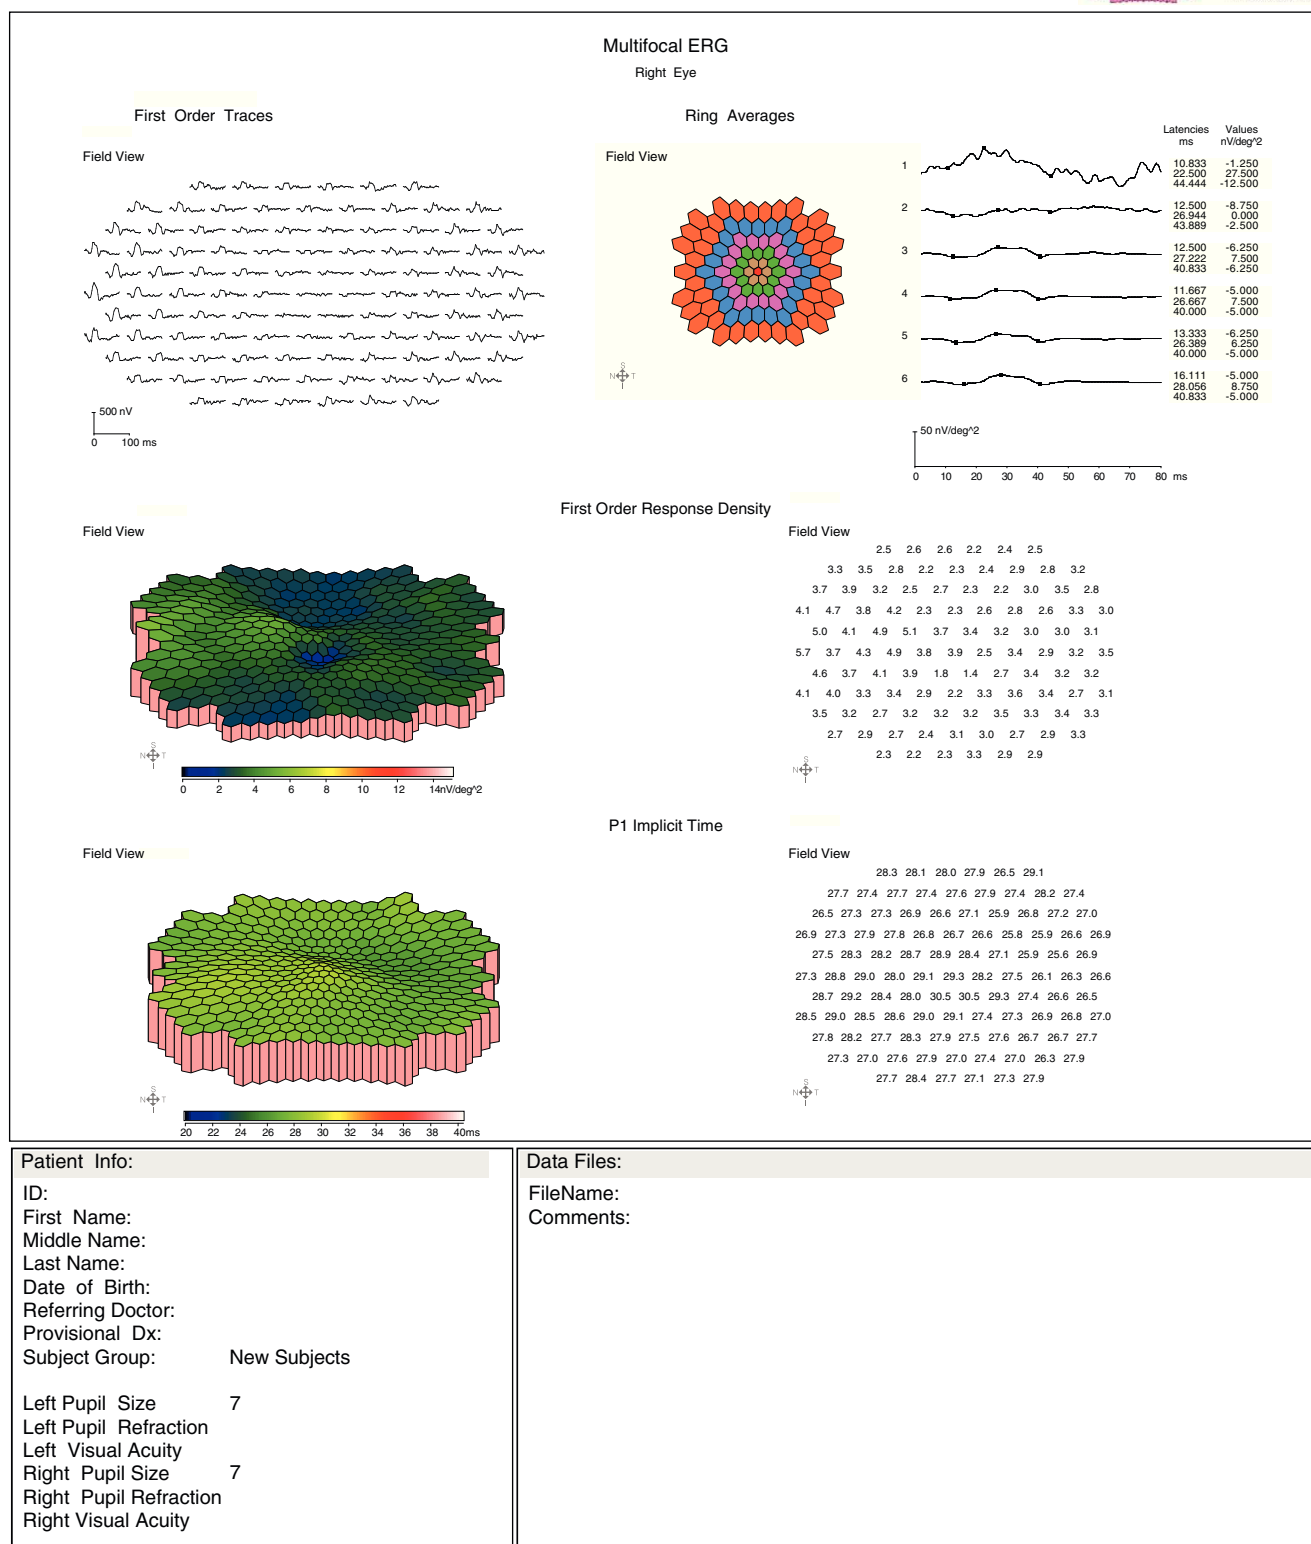 Multifocal ERG
Right Eye
First Order Traces
Ring Averages
Latencies Values
ms nV/deg^2
Field View
Field View
1
10.833 -1.250
22.500 27.500
44.444 -12.500
2
12.500 -8.750
26.944 0.000
43.889 -2.500
3
12.500 -6.250
27.222 7.500
40.833 -6.250
4
11.667 -5.000
26.667 7.500
40.000 -5.000
5
13.333 -6.250
26.389 6.250
40.000 -5.000
6
16.111 -5.000
28.056 8.750
40.833 -5.000
S
N T
I
500 nV
0 100 ms
50 nV/deg^2
0 10 20 30 40 50 60 70 80 ms
First Order Response Density
Field View
Field View
2.5 2.6 2.6 2.2 2.4 2.5
3.3 3.5 2.8 2.2 2.3 2.4 2.9 2.8 3.2
3.7 3.9 3.2 2.5 2.7 2.3 2.2 3.0 3.5 2.8
4.1 4.7 3.8 4.2 2.3 2.3 2.6 2.8 2.6 3.3 3.0
5.0 4.1 4.9 5.1 3.7 3.4 3.2 3.0 3.0 3.1
5.7 3.7 4.3 4.9 3.8 3.9 2.5 3.4 2.9 3.2 3.5
4.6 3.7 4.1 3.9 1.8 1.4 2.7 3.4 3.2 3.2
4.1 4.0 3.3 3.4 2.9 2.2 3.3 3.6 3.4 2.7 3.1
3.5 3.2 2.7 3.2 3.2 3.2 3.5 3.3 3.4 3.3
2.7 2.9 2.7 2.4 3.1 3.0 2.7 2.9 3.3
2.3 2.2 2.3 3.3 2.9 2.9
S
N T
I
S
N T
I
0 2 4 6 8 10 12 14nV/deg^2
P1 Implicit Time
Field View
Field View
28.3 28.1 28.0 27.9 26.5 29.1
27.7 27.4 27.7 27.4 27.6 27.9 27.4 28.2 27.4
26.5 27.3 27.3 26.9 26.6 27.1 25.9 26.8 27.2 27.0
26.9 27.3 27.9 27.8 26.8 26.7 26.6 25.8 25.9 26.6 26.9
27.5 28.3 28.2 28.7 28.9 28.4 27.1 25.9 25.6 26.9
27.3 28.8 29.0 28.0 29.1 29.3 28.2 27.5 26.1 26.3 26.6
28.7 29.2 28.4 28.0 30.5 30.5 29.3 27.4 26.6 26.5
28.5 29.0 28.5 28.6 29.0 29.1 27.4 27.3 26.9 26.8 27.0
27.8 28.2 27.7 28.3 27.9 27.5 27.6 26.7 26.7 27.7
27.3 27.0 27.6 27.9 27.0 27.4 27.0 26.3 27.9
27.7 28.4 27.7 27.1 27.3 27.9
S
N T
I
S
N T
I
20 22 24 26 28 30 32 34 36 38 40ms
Patient Info:
ID:
First Name:
Middle Name:
Last Name:
Date of Birth:
Referring Doctor:
Provisional Dx:
Subject Group: New Subjects
Left Pupil Size 7
Left Pupil Refraction
Left Visual Acuity
Right Pupil Size 7
Right Pupil Refraction
Right Visual Acuity
Data Files:
FileName:
Comments: